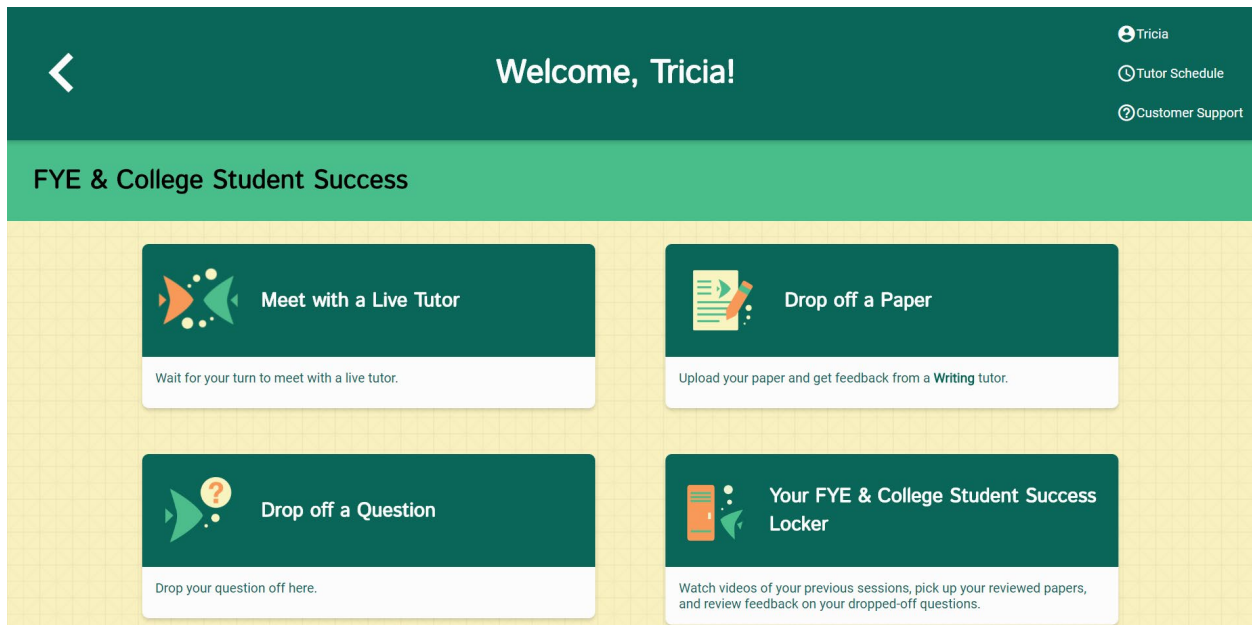 Welcome, Tricia!
Tricia
Tutor Schedule
Customer Support
FYE & College Student Success
Meet with a Live Tutor
Wait for your turn to meet with a live tutor.
Drop off a Paper
Upload your paper and get feedback from a Writing tutor.
?
Drop off a Question
Drop your question off here.
Your FYE & College Student Success
Locker
Watch videos of your previous sessions, pick up your reviewed papers,
and review feedback on your dropped-off questions.